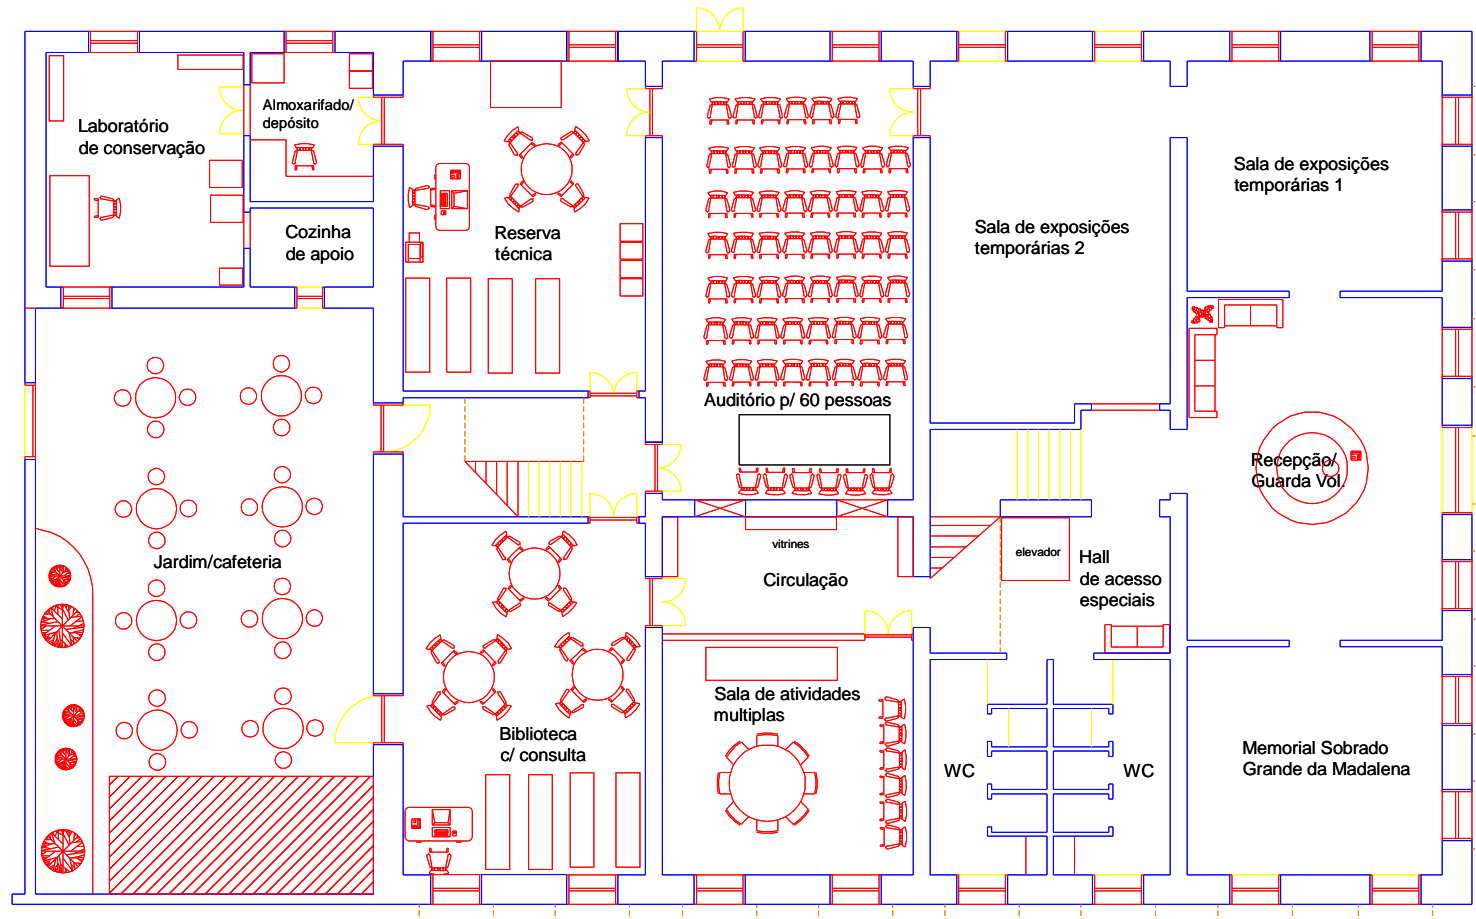 Laboratório
de conservação
Almoxarifado/
depósito
Cozinha
de apoio
Reserva
técnica
Auditório p/ 60 pessoas
Sala de exposições
temporárias 2
Sala de exposições
temporárias 1
Recepção/
Guarda Vol.
Jardim/cafeteria
vitrines
Circulação
elevador
Hall
de acesso
especiais
Sala de atividades
multiplas
Biblioteca
c/ consulta
WC
WC
Memorial Sobrado
Grande da Madalena